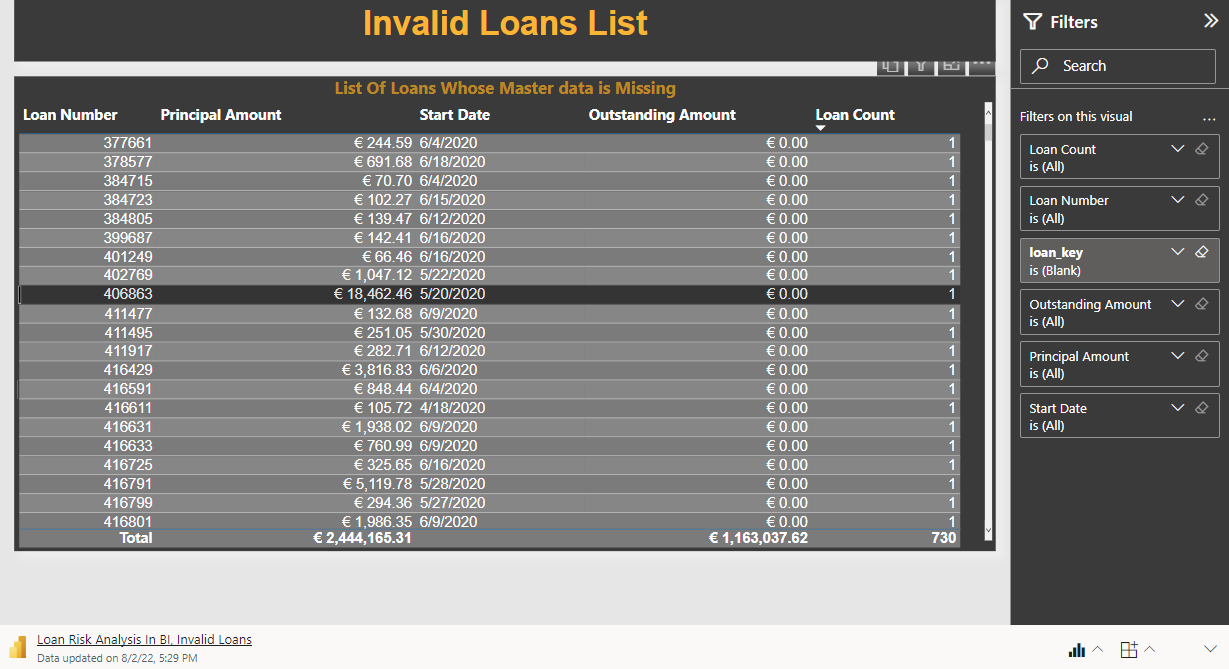 Invalid Loans List
List Of Loans Whose Master data is Missing
Loan Number Principal Amount Start Date Outstanding Amount Loan Count
377661 € 244.59 6/4/2020 € 0.00 1
378577 € 691.68 6/18/2020 € 0.00 1
384715 € 70.70 6/4/2020 € 0.00 1
384723 € 102.27 6/15/2020 € 0.00 1
384805 € 139.47 6/12/2020 € 0.00 1
399687 € 142.41 6/16/2020 € 0.00 1
401249 € 66.46 6/16/2020 € 0.00 1
402769 € 1,047.12 5/22/2020 € 0.00 1
406863 € 18,462.46 5/20/2020 € 0.00 1
411477 € 132.68 6/9/2020 € 0.00 1
411495 € 251.05 5/30/2020 € 0.00 1
411917 € 282.71 6/12/2020 € 0.00 1
416429 € 3,816.83 6/6/2020 € 0.00 1
416591 € 848.44 6/4/2020 € 0.00 1
416611 € 105.72 4/18/2020 € 0.00 1
416631 € 1,938.02 6/9/2020 € 0.00 1
416633 € 760.99 6/9/2020 € 0.00 1
416725 € 325.65 6/16/2020 € 0.00 1
416791 € 5,119.78 5/28/2020 € 0.00 1
416799 € 294.36 5/27/2020 € 0.00 1
416801 € 1,986.35 6/9/2020 € 0.00 1
Total € 2,444,165.31 € 1,163,037.62 730
Filters
Search
Filters on this visual ...
Loan Count
is (All)
Loan Number
is (All)
loan_key
is (Blank)
Outstanding Amount
is (All)
Principal Amount
is (All)
Start Date
is (All)
Loan Risk Analysis In BI, Invalid Loans
Data updated on 8/2/22, 5:29 PM